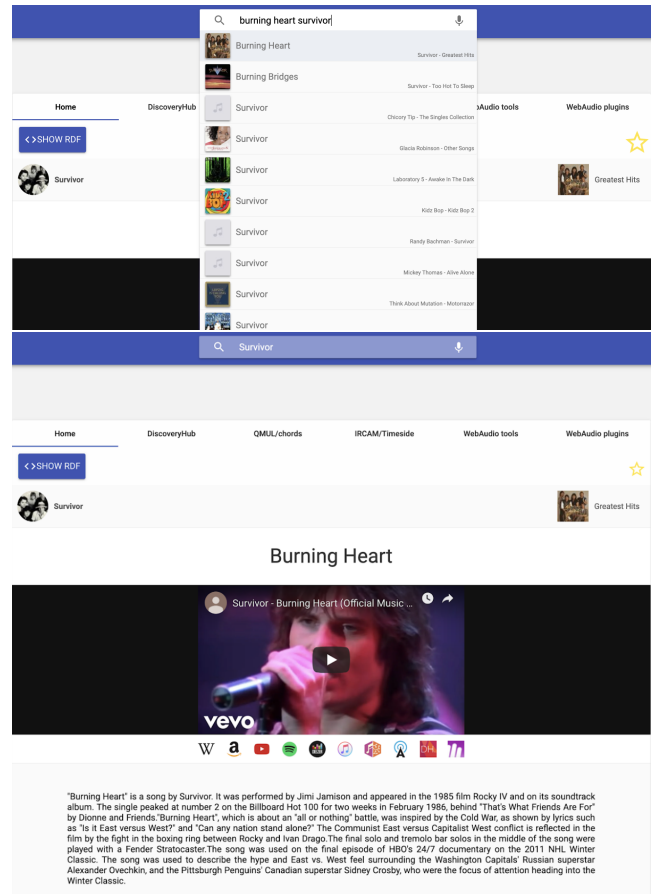 burning heart survivor
Burning Heart
Survivor - Greatest Hits
Burning Bridges
Survivor - Too Hot To Sleep
Home
DiscoveryHub
Audio tools
WebAudio plugins
Survivor
Chicory Tip - The Singles Collection
< >SHOW RDF
Survivor
Glacia Robinson - Other Songs
Survivor
Greatest Hits
Survivor
Laboratory 5 - Awake In The Dark
Survivor
Kidz Bop - Kidz Bop 2
Survivor
Randy Bachman - Survivor
Survivor
Mickey Thomas - Alive Alone
Survivor
Think About Mutation - Motorrazor
Survivor
Survivor
Home
DiscoveryHub
QMUL/chords
IRCAM/Timeside
WebAudio tools
WebAudio plugins
< >SHOW RDF
Survivor
Greatest Hits
Burning Heart
Survivor - Burning Heart (Official Music ...
vevo
W
a
DH
"Burning Heart" is a song by Survivor. It was performed by Jimi Jamison and appeared in the 1985 film Rocky IV and on its soundtrack
album. The single peaked at number 2 on the Billboard Hot 100 for two weeks in February 1986, behind "That's What Friends Are For"
by Dionne and Friends."Burning Heart", which is about an "all or nothing" battle, was inspired by the Cold War, as shown by lyrics such
as "Is it East versus West?" and "Can any nation stand alone?" The Communist East versus Capitalist West conflict is reflected in the
film by the fight in the boxing ring between Rocky and Ivan Drago.The final solo and tremolo bar solos in the middle of the song were
played with a Fender Stratocaster.The song was used on the final episode of HBO's 24/7 documentary on the 2011 NHL Winter
Classic. The song was used to describe the hype and East vs. West feel surrounding the Washington Capitals' Russian superstar
Alexander Ovechkin, and the Pittsburgh Penguins' Canadian superstar Sidney Crosby, who were the focus of attention heading into the
Winter Classic.